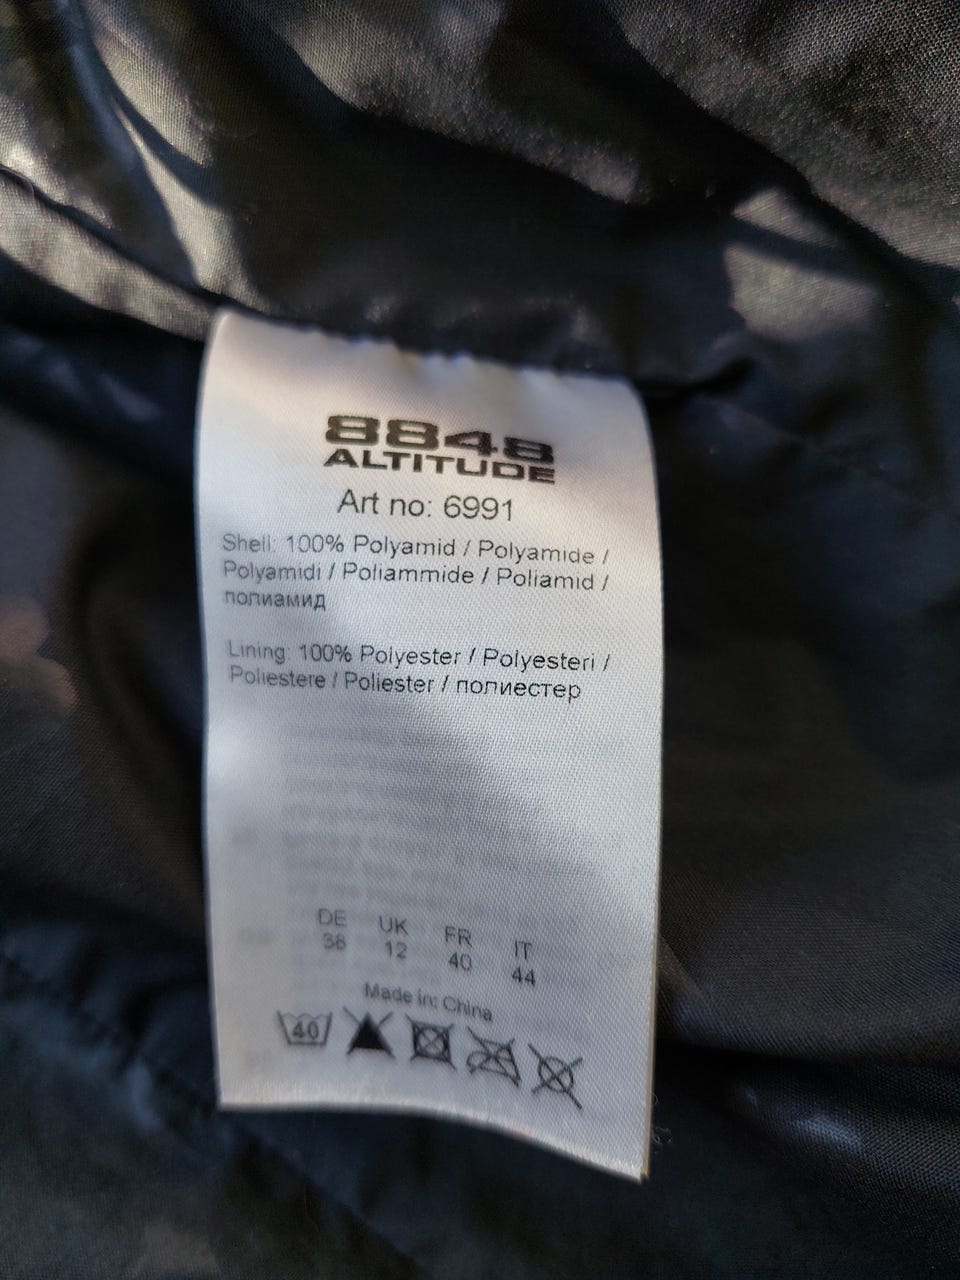 8848
ALTITUDE
Art no: 6991
Shell: 100% Polyamid / Polyamide /
Polyamidi / Poliammide / Poliamid /
полиамид
Lining: 100% Polyester / Polyesteri /
Poliestere / Poliester / полиестер
DE UK FR IT
38 12 40 44
Made in: China
40